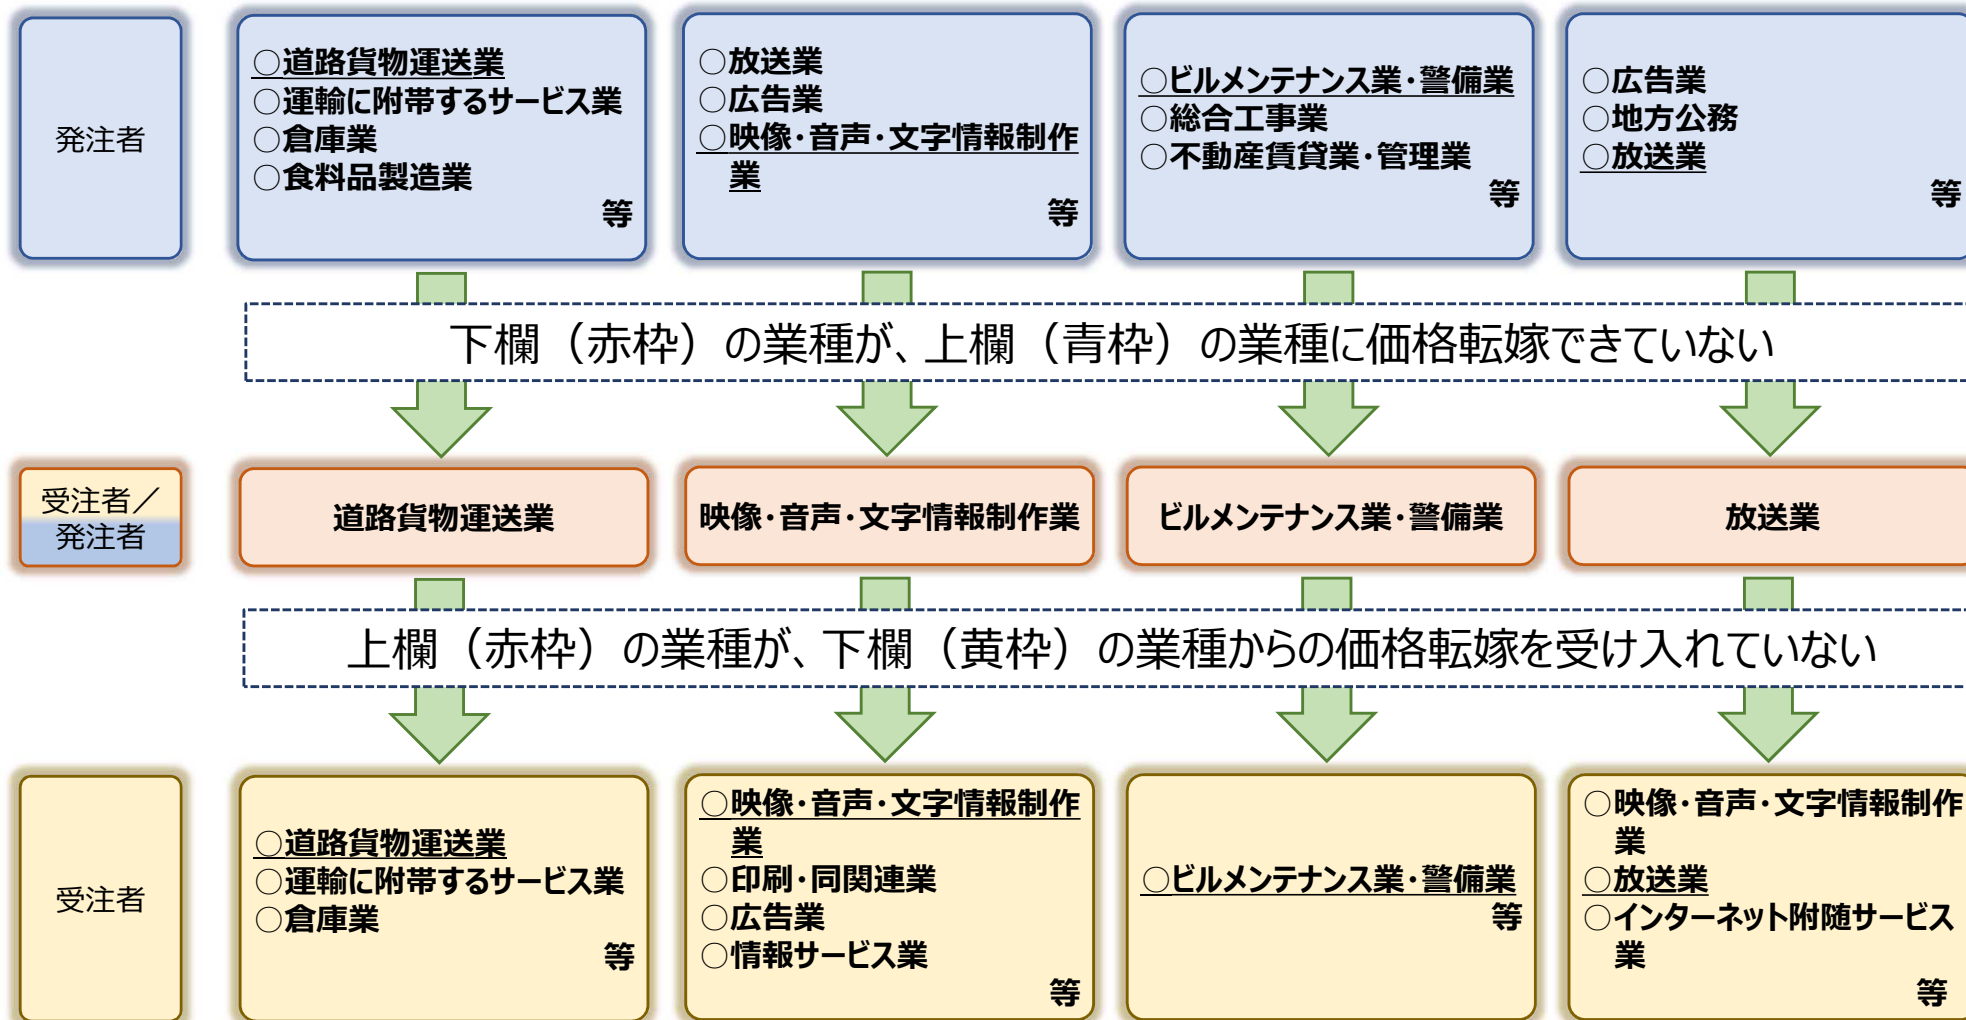 発注者
○道路貨物運送業
○運輸に附帯するサービス業
○倉庫業
○食料品製造業
等
○放送業
○広告業
○映像・音声・文字情報制作
業
等
○ビルメンテナンス業・警備業
○総合工事業
○不動産賃貸業・管理業
等
○広告業
○地方公務
○放送業
等
下欄（赤枠）の業種が、上欄（青枠）の業種に価格転嫁できていない
受注者／
発注者
道路貨物運送業
映像・音声・文字情報制作業
ビルメンテナンス業・警備業
放送業
上欄（赤枠）の業種が、下欄（黄枠）の業種からの価格転嫁を受け入れていない
受注者
○道路貨物運送業
○運輸に附帯するサービス業
○倉庫業
等
○映像・音声・文字情報制作
業
○印刷・同関連業
○広告業
○情報サービス業
等
○ビルメンテナンス業・警備業
等
○映像・音声・文字情報制作
業
○放送業
○インターネット附随サービス
業
等